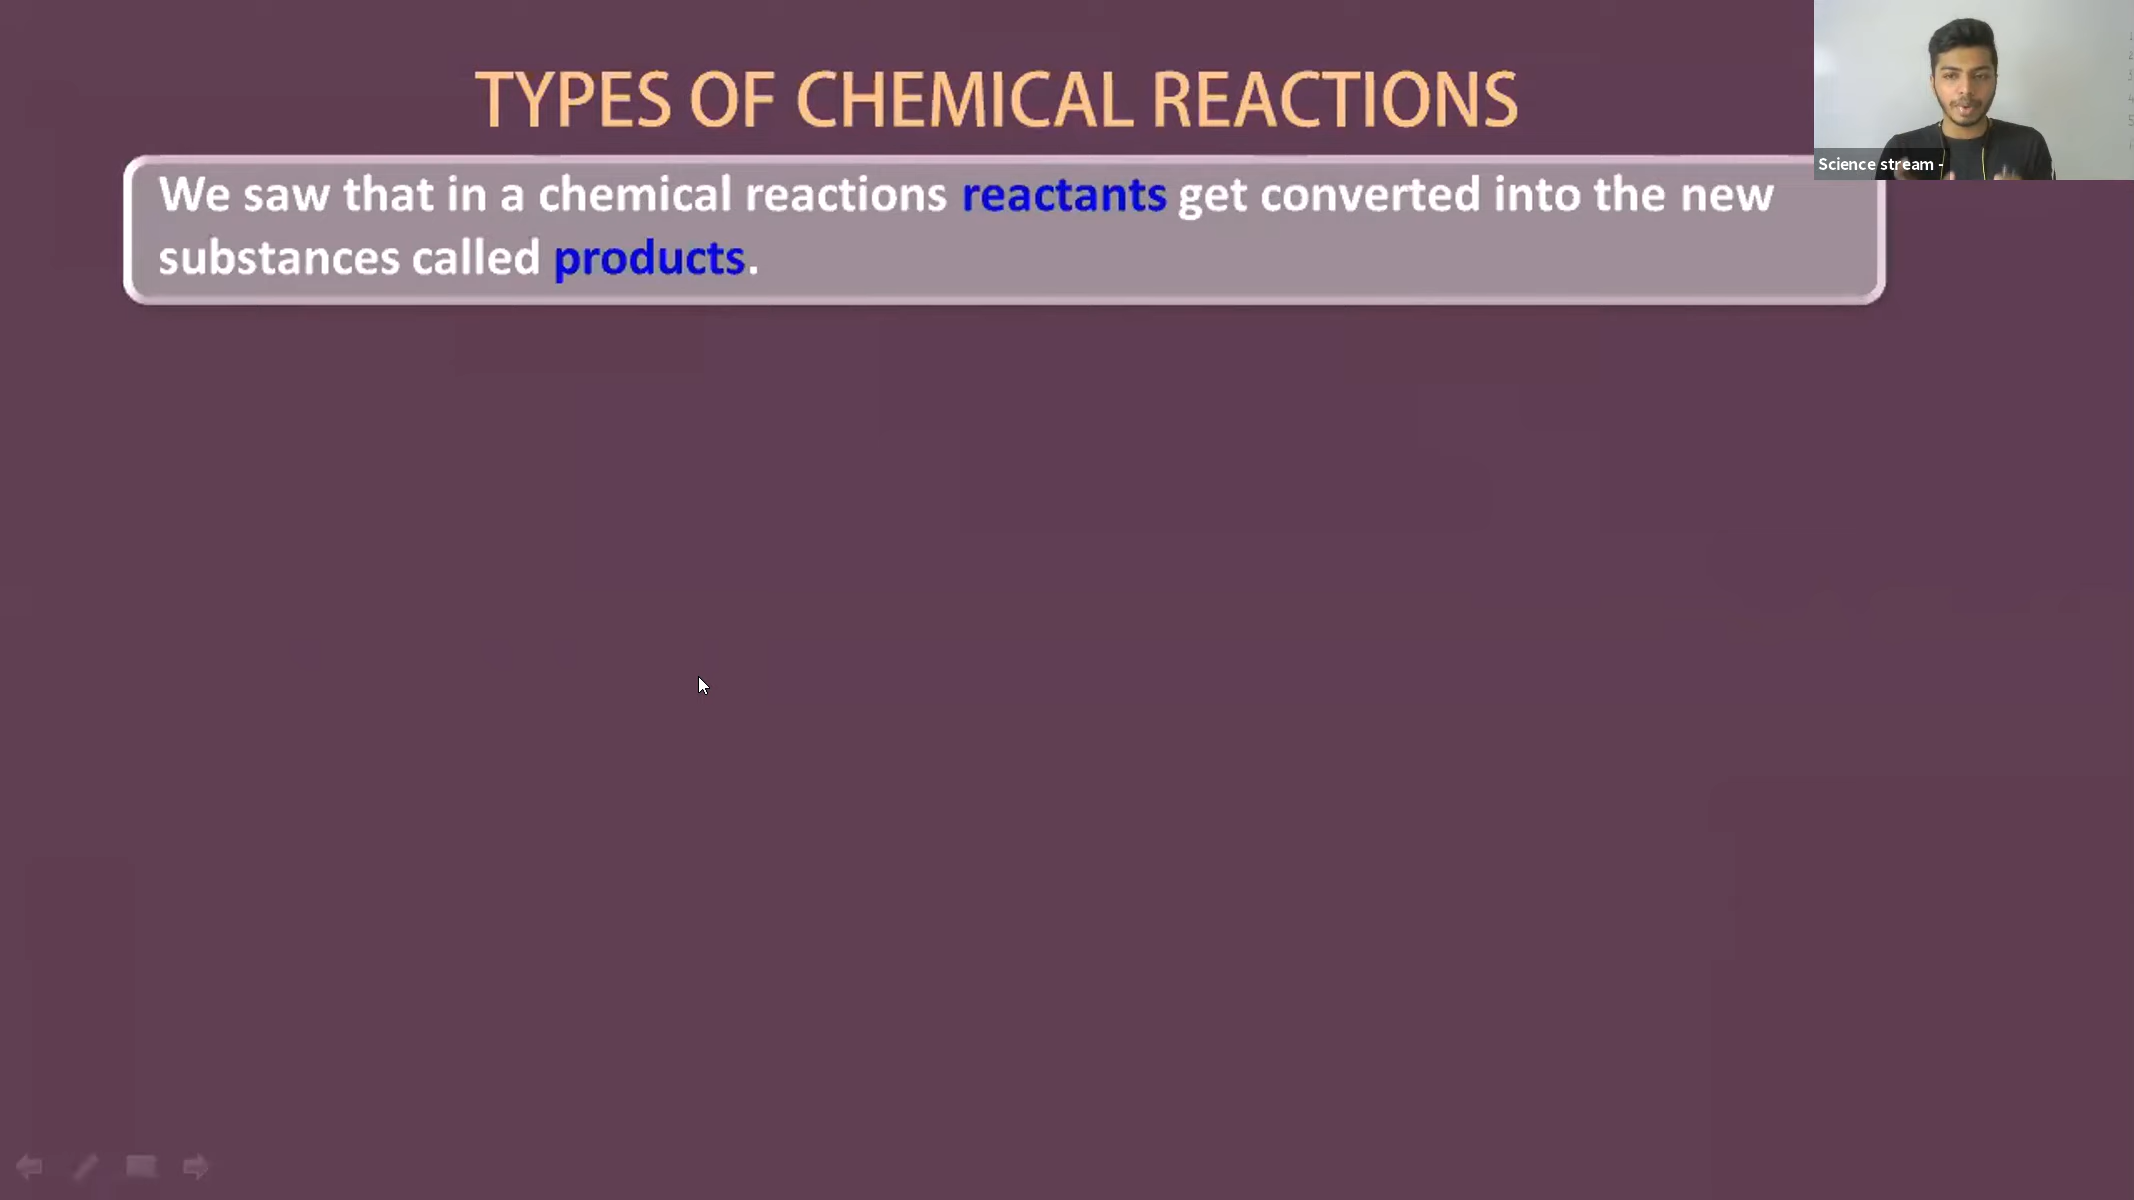 TYPES OF CHEMICAL REACTIONS
We saw that in a chemical reactions reactants get converted into the new
substances called products.
Science stream -